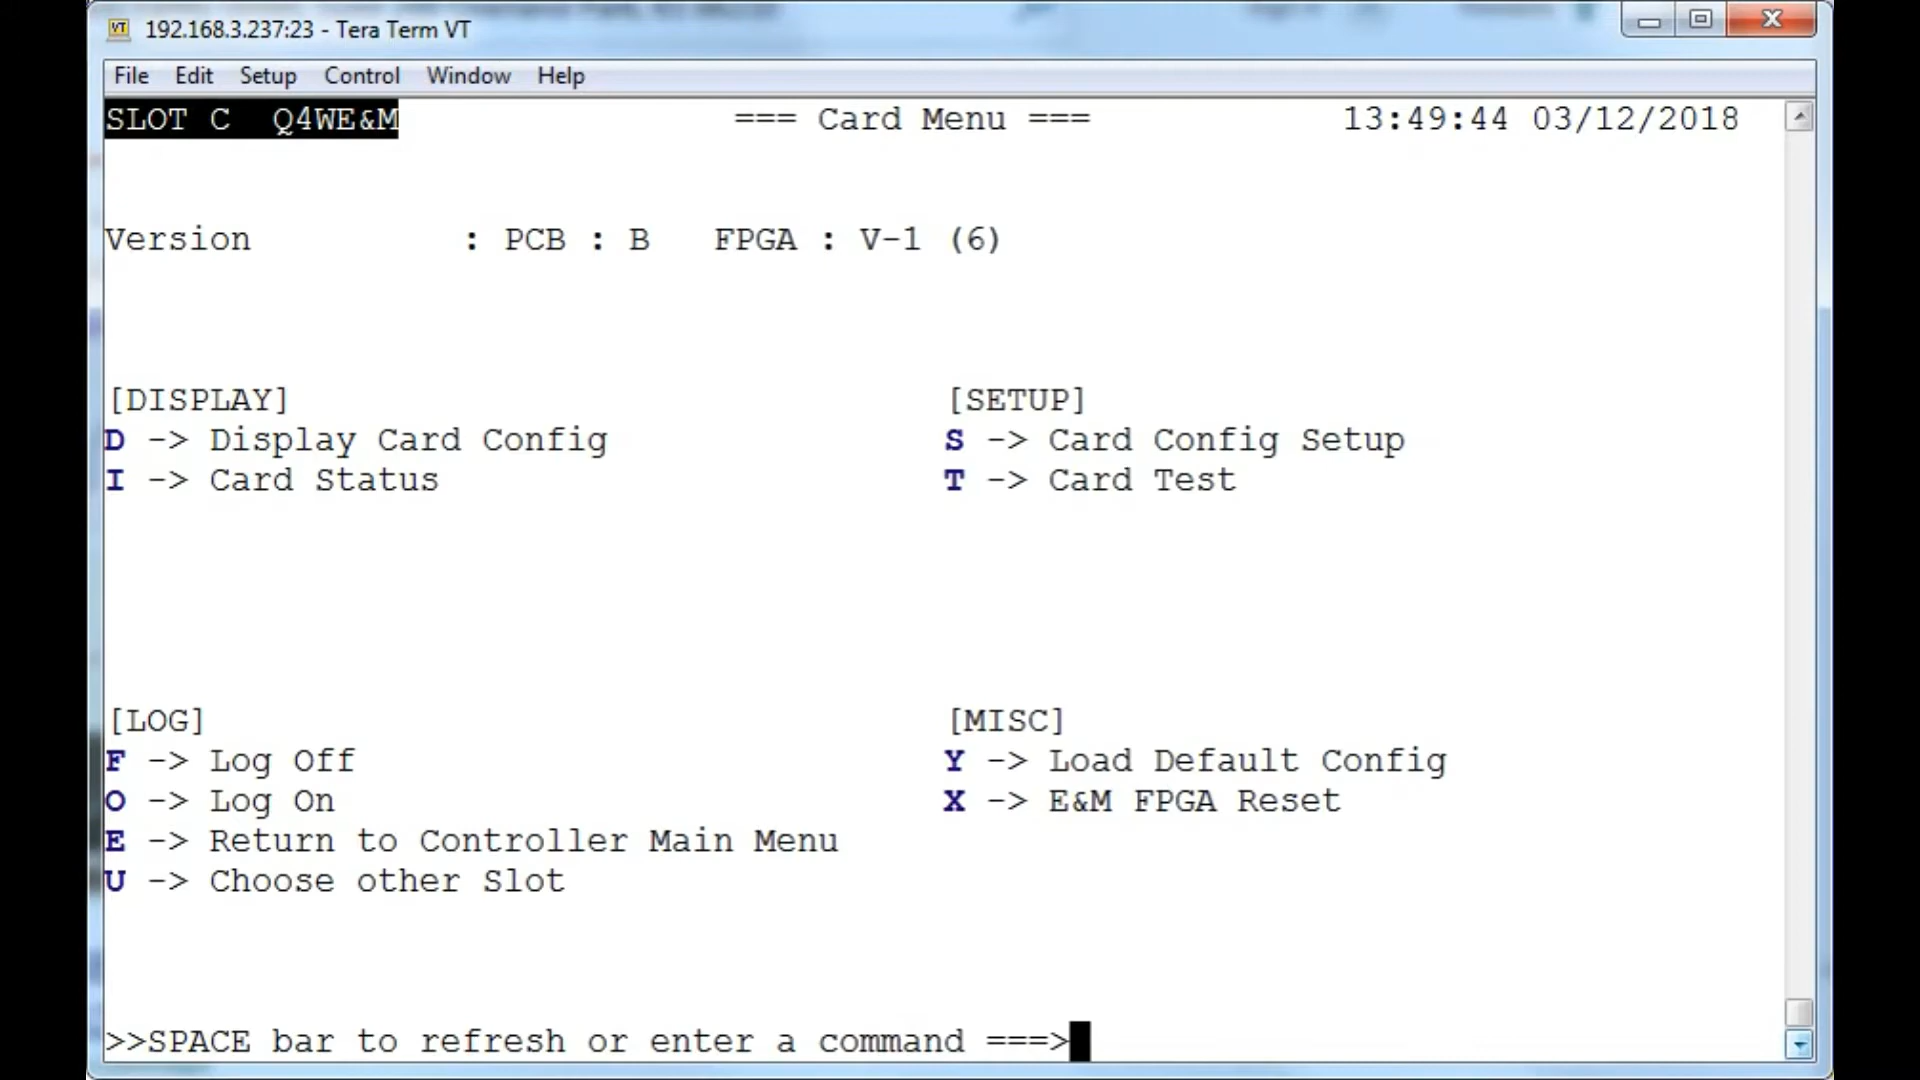 192.168.3.237:23 - Tera Term VT
File Edit Setup Control Window Help
SLOT C Q4WE&M === Card Menu === 13:49:44 03/12/2018
Version : PCB : B FPGA : V-1 (6)
[DISPLAY] [SETUP]
D -> Display Card Config S -> Card Config Setup
I -> Card Status T -> Card Test
[LOG] [MISC]
F -> Log Off Y -> Load Default Config
O -> Log On X -> E&M FPGA Reset
E -> Return to Controller Main Menu
U -> Choose other Slot
>>SPACE bar to refresh or enter a command ===>